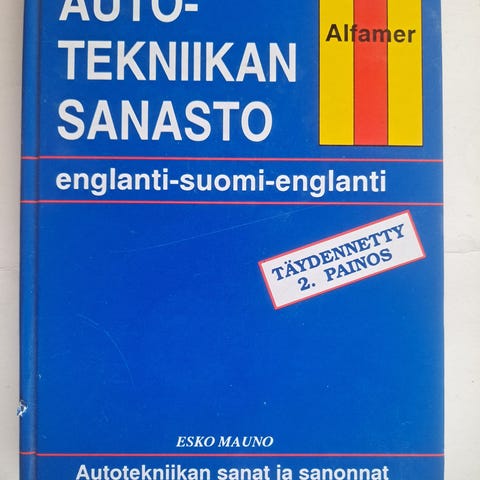 AUTO-
TEKNIIKAN
SANASTO
Alfamer
englanti-suomi-englanti
TÄYDENNETTY
2. PAINOS
ESKO MAUNO
Autotekniikan sanat ja sanonnat